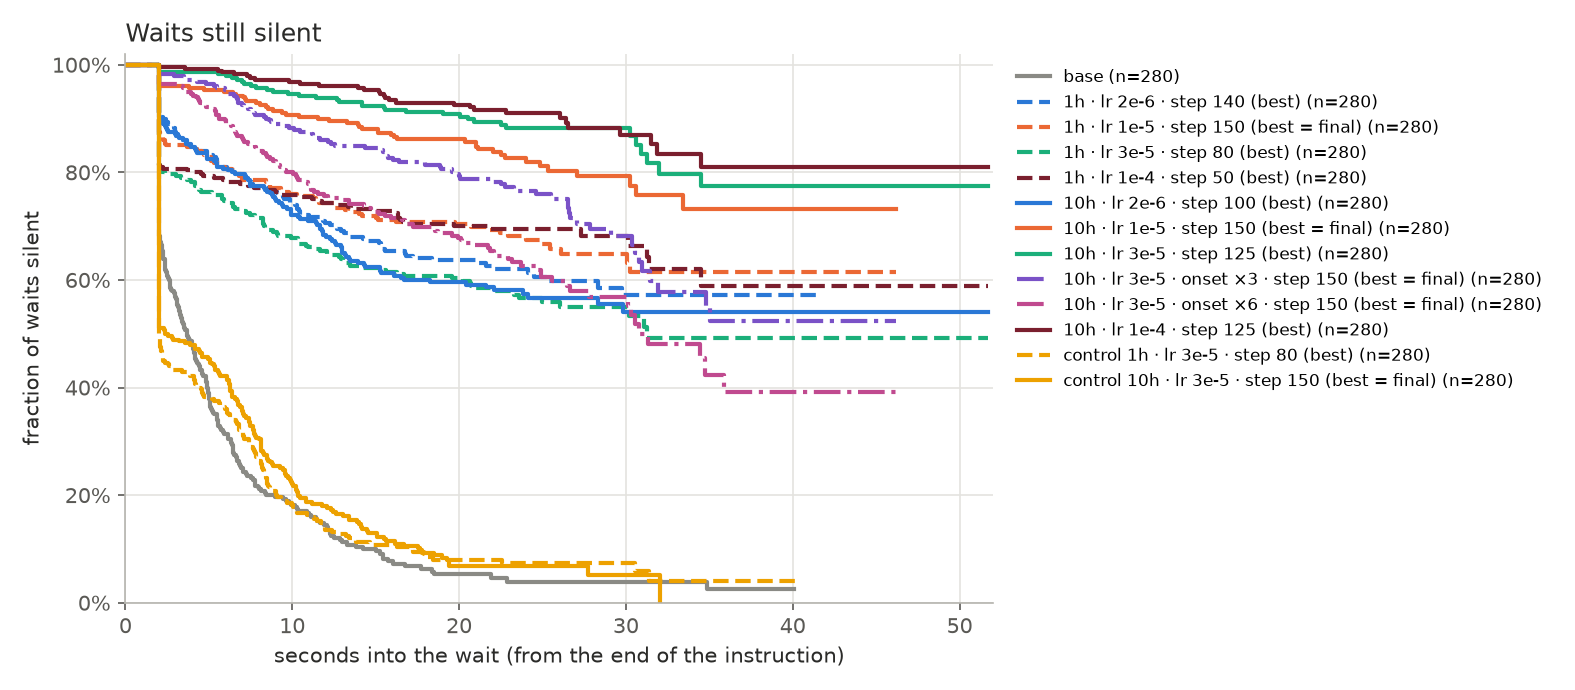 Waits still silent
fraction of waits silent
100%
80%
60%
40%
20%
0%
0
10
20
30
40
50
seconds into the wait (from the end of the instruction)
base (n=280)
1h · lr 2e-6 · step 140 (best) (n=280)
1h · lr 1e-5 · step 150 (best = final) (n=280)
1h · lr 3e-5 · step 80 (best) (n=280)
1h · lr 1e-4 · step 50 (best) (n=280)
10h · lr 2e-6 · step 100 (best) (n=280)
10h · lr 1e-5 · step 150 (best = final) (n=280)
10h · lr 3e-5 · step 125 (best) (n=280)
10h · lr 3e-5 · onset ×3 · step 150 (best = final) (n=280)
10h · lr 3e-5 · onset ×6 · step 150 (best = final) (n=280)
10h · lr 1e-4 · step 125 (best) (n=280)
control 1h · lr 3e-5 · step 80 (best) (n=280)
control 10h · lr 3e-5 · step 150 (best = final) (n=280)